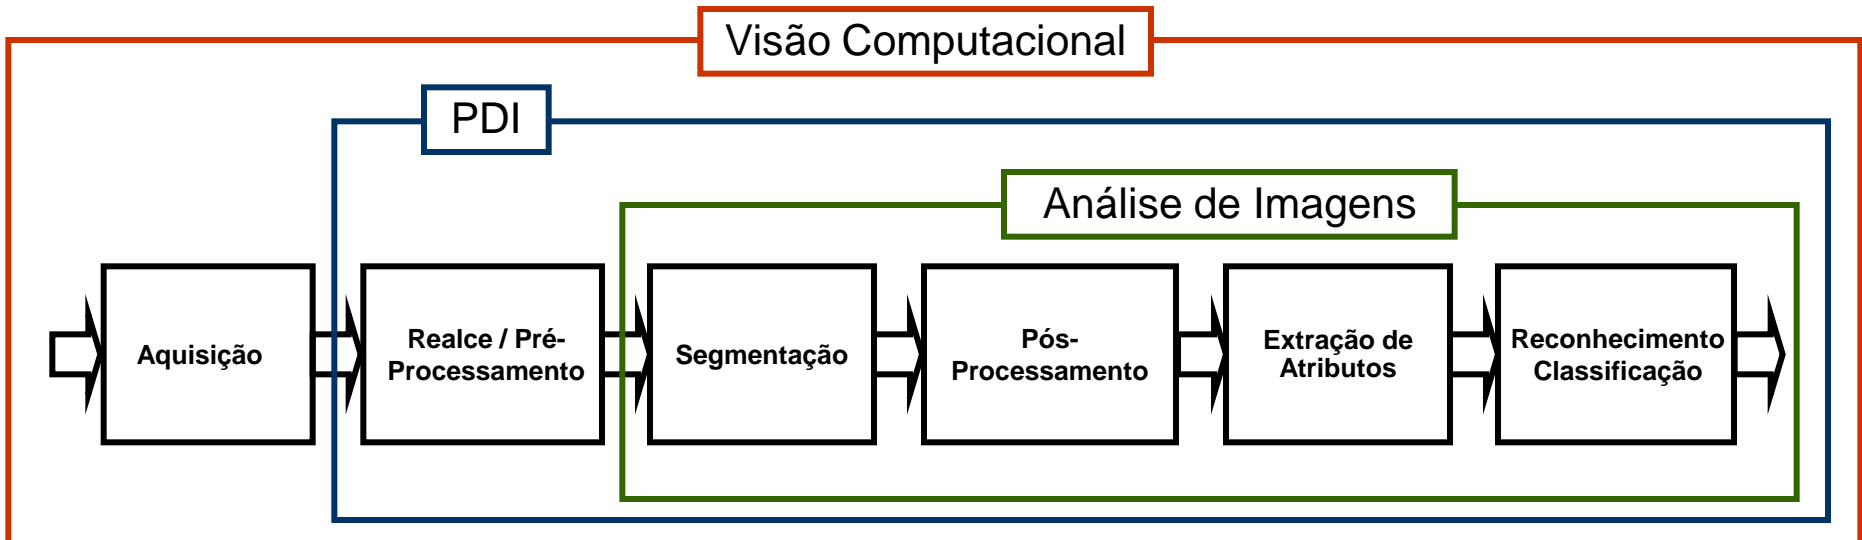 Visão Computacional
PDI
Análise de Imagens
Aquisição
Realce / Pré-
Processamento
Segmentação
Pós-
Processamento
Extração de
Atributos
Reconhecimento
Classificação